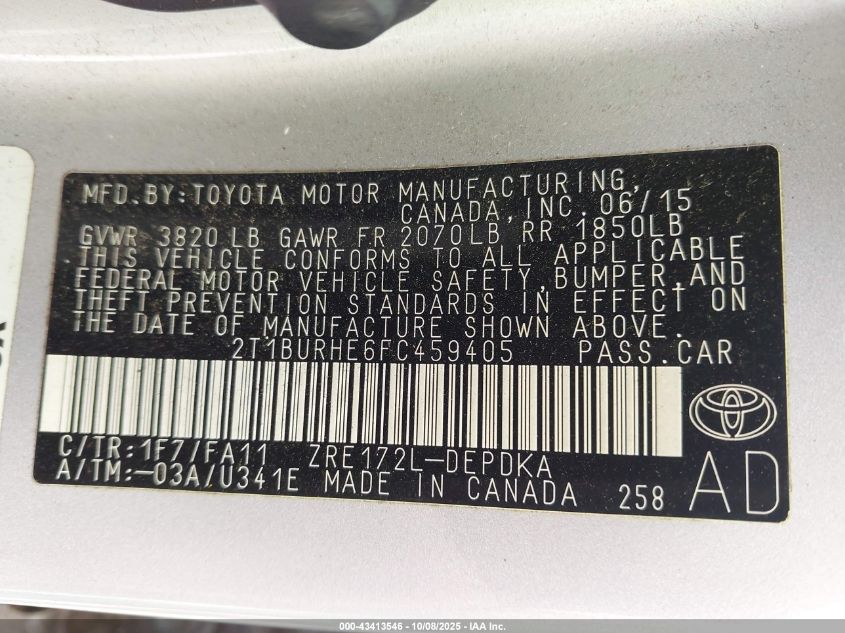 MFD.BY:TOYOTA MOTOR MANUFACTURING,
CANADA,INC. 06/15
GVWR 3820 LB GAWR FR 2070LB RR 1850LB
THIS VEHICLE CONFORMS TO ALL APPLICABLE
FEDERAL MOTOR VEHICLE SAFETY,BUMPER,AND
THEFT PREVENTION STANDARDS IN EFFECT ON
THE DATE OF MANUFACTURE SHOWN ABOVE.
2T1BURHE6FC459405 PASS.CAR
C/TR:1F7/FA11 ZRE172L-DEPDKA
A/TM:-03A/U341E MADE IN CANADA 258 AD
000-43413546 - 10/08/2025 - IAA Inc.